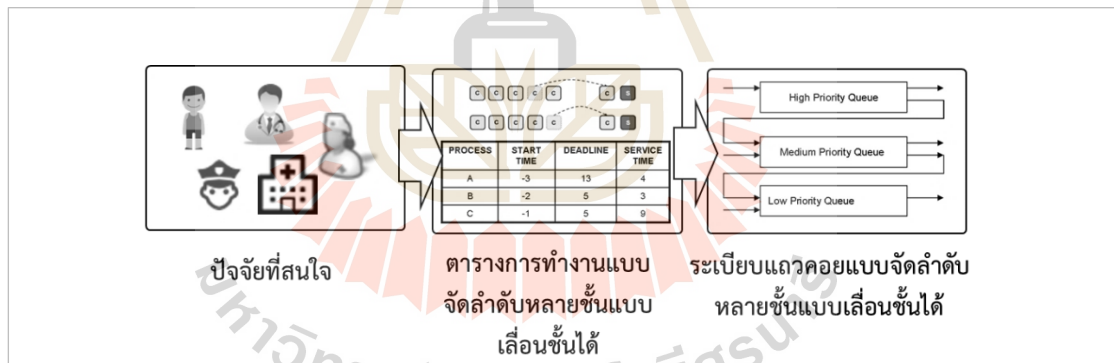 C C C C C C S
C C C C C C S
PROCESS START TIME DEADLINE SERVICE TIME
A -3 13 4
B -2 5 3
C -1 5 9
High Priority Queue
Medium Priority Queue
Low Priority Queue
ปัจจัยที่สนใจ
ตารางการทำงานแบบ
จัดลำดับหลายชั้นแบบ
เลื่อนชั้นได้
ระเบียบแถวคอยแบบจัดลำดับ
หลายชั้นแบบเลื่อนชั้นได้